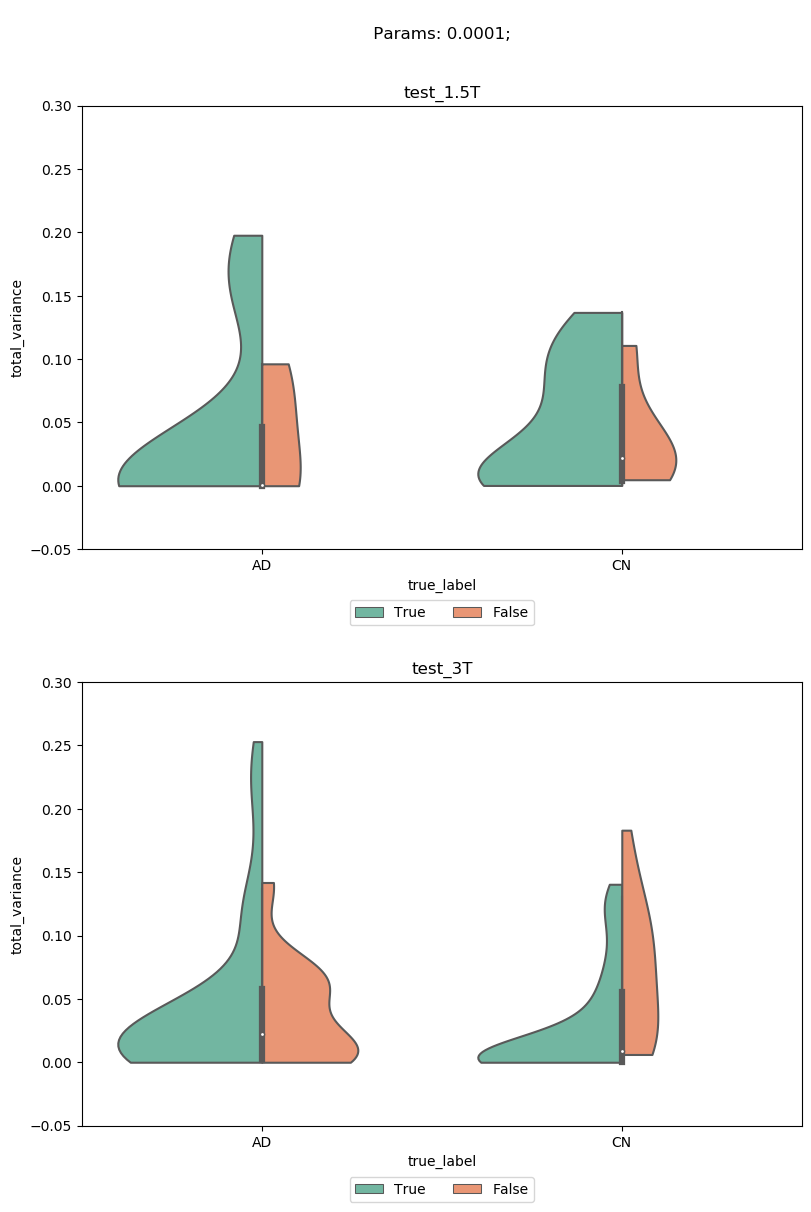 Params: 0.0001;
test_1.5T
0.30
0.25
0.20
0.15
0.10
0.05
0.00
−0.05
total_variance
AD CN
true_label
True False
test_3T
0.30
0.25
0.20
0.15
0.10
0.05
0.00
−0.05
total_variance
AD CN
true_label
True False